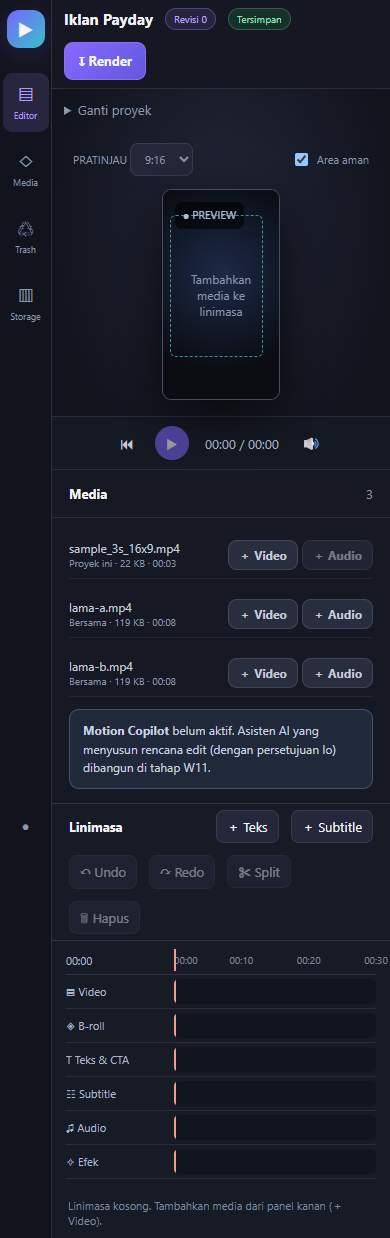 Iklan Payday
Revisi 0
Tersimpan
↧ Render
Editor
Media
Trash
Storage
▶ Ganti proyek
PRATINJAU
9:16
Area aman
● PREVIEW
Tambahkan
media ke
linimasa
00:00 / 00:00
Media
3
sample_3s_16x9.mp4
Proyek ini · 22 KB · 00:03
+ Video
+ Audio
lama-a.mp4
Bersama · 119 KB · 00:08
+ Video
+ Audio
lama-b.mp4
Bersama · 119 KB · 00:08
+ Video
+ Audio
Motion Copilot belum aktif. Asisten AI yang
menyusun rencana edit (dengan persetujuan lo)
dibangun di tahap W11.
Linimasa
+ Teks
+ Subtitle
↶ Undo
↷ Redo
✂ Split
Hapus
00:00
00:00
00:10
00:20
00:30
Video
B-roll
T Teks & CTA
Subtitle
♫ Audio
✧ Efek
Linimasa kosong. Tambahkan media dari panel kanan (+
Video).